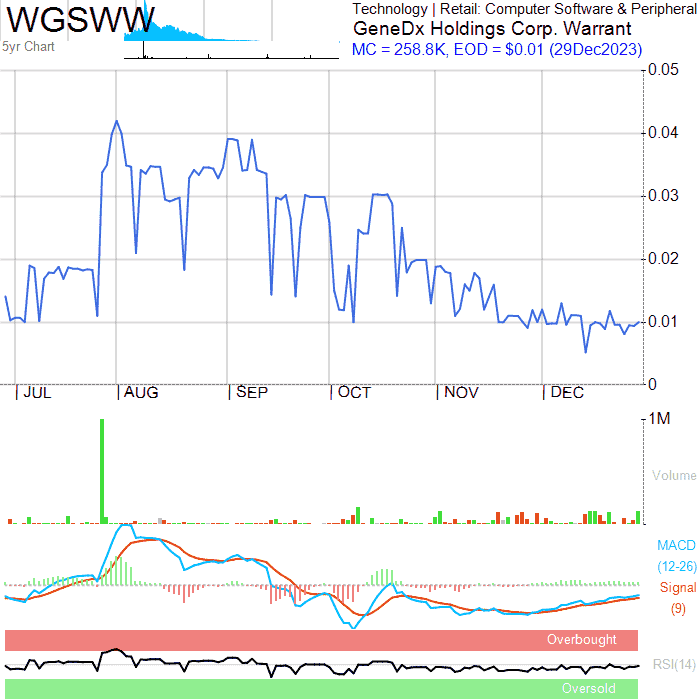 WGSWW
Technology | Retail: Computer Software & Peripheral
GeneDx Holdings Corp. Warrant
5yr Chart
MC = 258.8K, EOD = $0.01 (29Dec2023)
0.05
0.04
0.03
0.02
0.01
0
JUL AUG SEP OCT NOV DEC
1M
Volume
MACD
(12-26)
Signal
(9)
Overbought
RSI(14)
Oversold